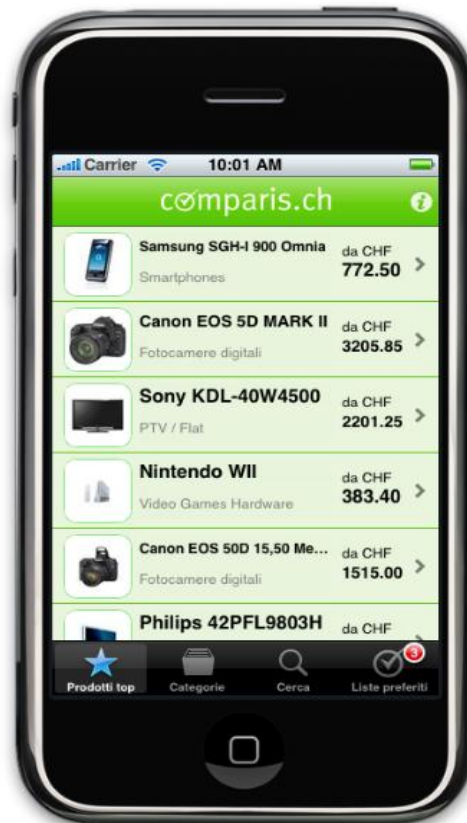 Carrier 10:01 AM
comparis.ch
Samsung SGH-I 900 Omnia
Smartphones
da CHF
772.50
Canon EOS 5D MARK II
Fotocamere digitali
da CHF
3205.85
Sony KDL-40W4500
PTV / Flat
da CHF
2201.25
Nintendo WII
Video Games Hardware
da CHF
383.40
Canon EOS 50D 15,50 Me...
Fotocamere digitali
da CHF
1515.00
Philips 42PFL9803H
da CHF
3
Prodotti top
Categorie
Cerca
Liste preferiti